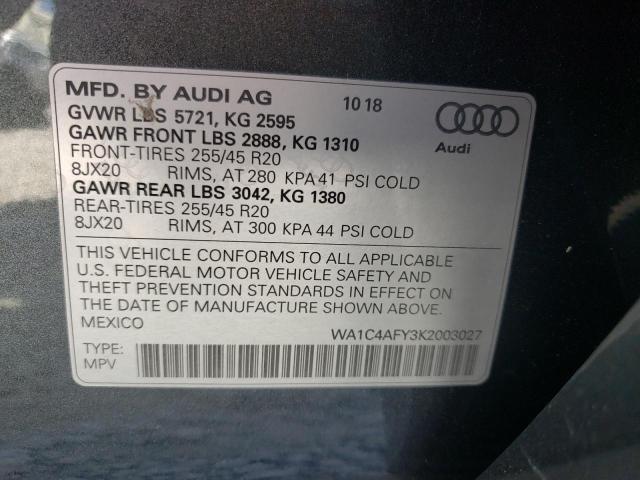 MFD. BY AUDI AG 10 18
GVWR LBS 5721, KG 2595
GAWR FRONT LBS 2888, KG 1310
FRONT-TIRES 255/45 R20
8JX20 RIMS, AT 280 KPA 41 PSI COLD
GAWR REAR LBS 3042, KG 1380
REAR-TIRES 255/45 R20
8JX20 RIMS, AT 300 KPA 44 PSI COLD
Audi
THIS VEHICLE CONFORMS TO ALL APPLICABLE
U.S. FEDERAL MOTOR VEHICLE SAFETY AND
THEFT PREVENTION STANDARDS IN EFFECT ON
THE DATE OF MANUFACTURE SHOWN ABOVE.
MEXICO WA1C4AFY3K2003027
TYPE:
MPV